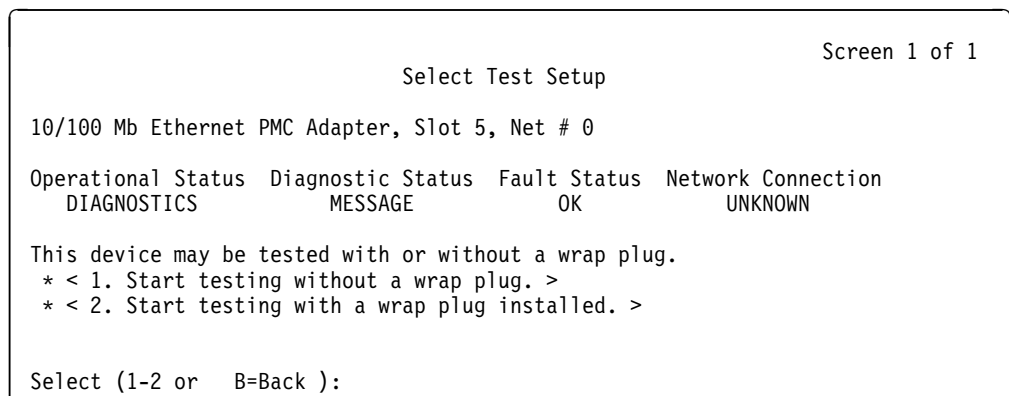 Screen 1 of 1
Select Test Setup
10/100 Mb Ethernet PMC Adapter, Slot 5, Net # 0
Operational Status Diagnostic Status Fault Status Network Connection
DIAGNOSTICS MESSAGE OK UNKNOWN
This device may be tested with or without a wrap plug.
* < 1. Start testing without a wrap plug. >
* < 2. Start testing with a wrap plug installed. >
Select (1-2 or B=Back ):